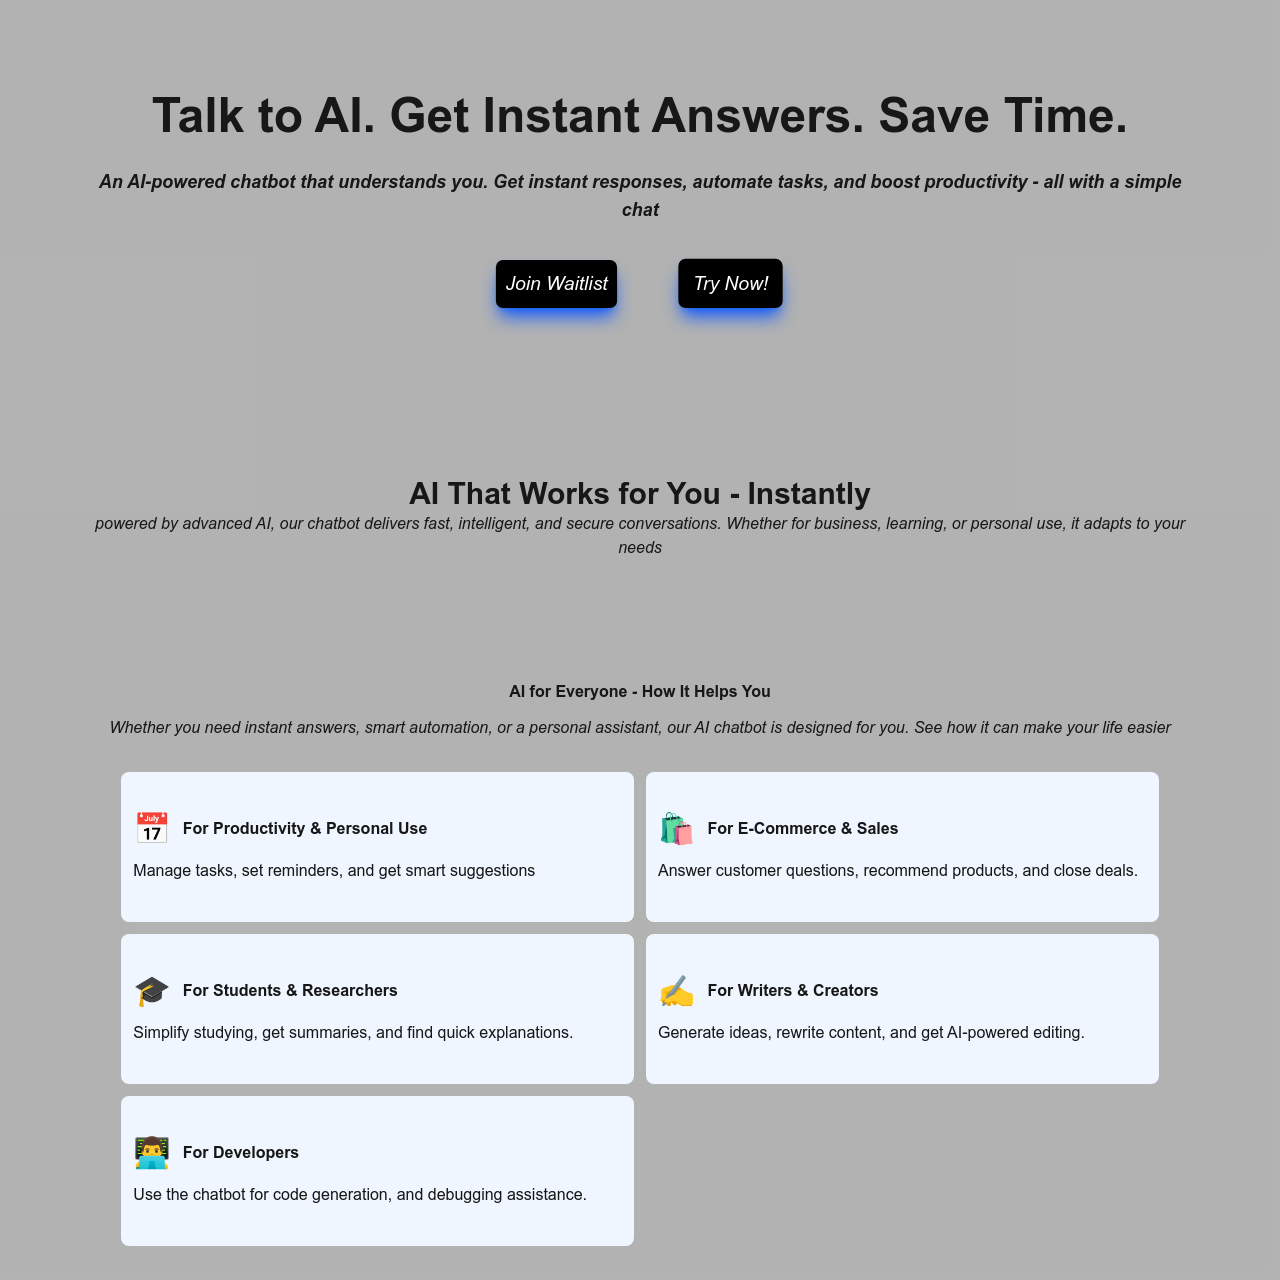 Talk to AI. Get Instant Answers. Save Time.
An AI-powered chatbot that understands you. Get instant responses, automate tasks, and boost productivity - all with a simple
chat
Join Waitlist
Try Now!
AI That Works for You - Instantly
powered by advanced AI, our chatbot delivers fast, intelligent, and secure conversations. Whether for business, learning, or personal use, it adapts to your
needs
AI for Everyone - How It Helps You
Whether you need instant answers, smart automation, or a personal assistant, our AI chatbot is designed for you. See how it can make your life easier
July
17
For Productivity & Personal Use
Manage tasks, set reminders, and get smart suggestions
For E-Commerce & Sales
Answer customer questions, recommend products, and close deals.
For Students & Researchers
Simplify studying, get summaries, and find quick explanations.
For Writers & Creators
Generate ideas, rewrite content, and get AI-powered editing.
For Developers
Use the chatbot for code generation, and debugging assistance.